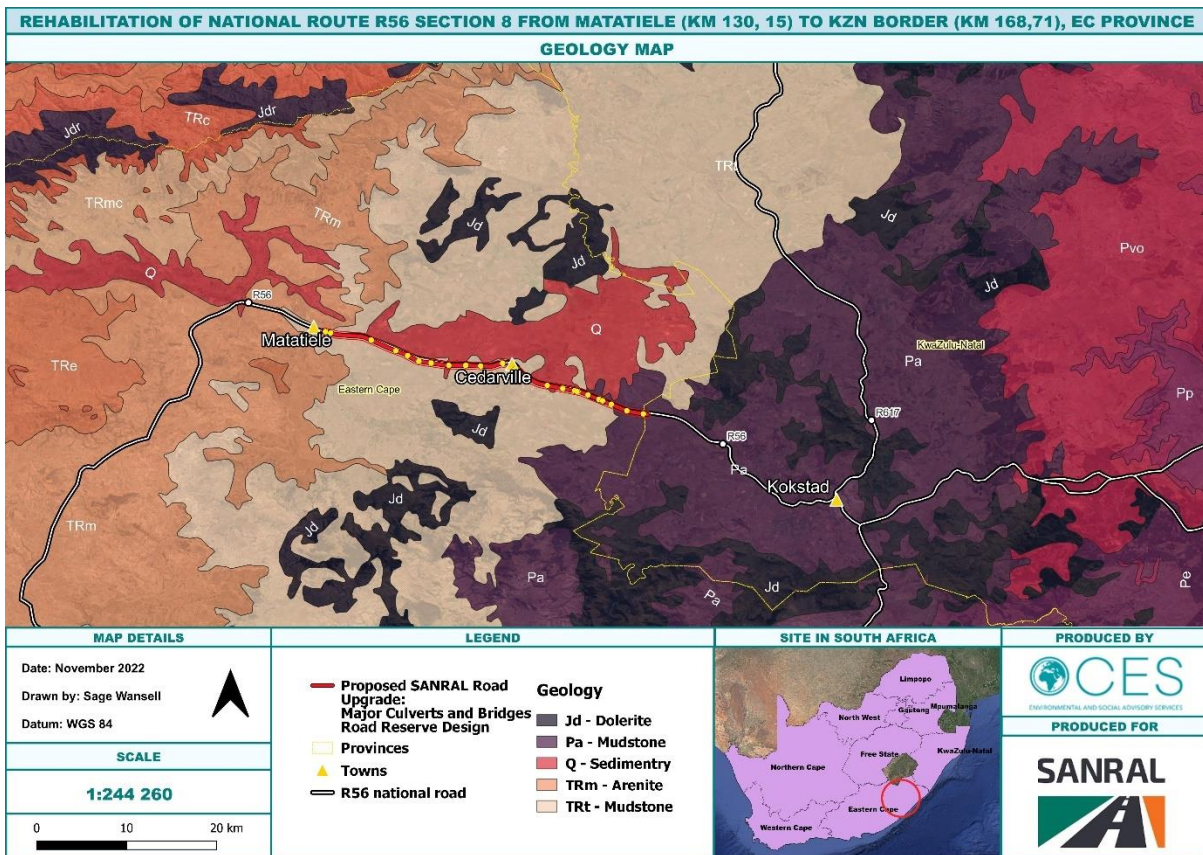 REHABILITATION OF NATIONAL ROUTE R56 SECTION 8 FROM MATATIELE (KM 130, 15) TO KZN BORDER (KM 168,71), EC PROVINCE
GEOLOGY MAP
Jdr
TRc
Jdr
TRmc
TRm
Q
R56
Matatiele
TRe
Eastern Cape
TRm
Jd
Jd
Q
Cedarville
Jd
Jd
Jd
Pa
Pa
Jd
TRt
Jd
Jd
Pvo
KwaZulu-Natal
Pa
Pp
R617
R56
Pa
Kokstad
Pe
MAP DETAILS
Date: November 2022
Drawn by: Sage Wansell
Datum: WGS 84
SCALE
1:244 260
0 10 20 km
LEGEND
Proposed SANRAL Road
Upgrade:
Major Culverts and Bridges
Road Reserve Design
Provinces
Towns
R56 national road
Geology
Jd - Dolerite
Pa - Mudstone
Q - Sedimentry
TRm - Arenite
TRt - Mudstone
SITE IN SOUTH AFRICA
Limpopo
Gauteng
Mpumalanga
North West
Free State
KwaZulu-Natal
Northern Cape
Eastern Cape
Western Cape
PRODUCED BY
CES
ENVIRONMENTAL AND SOCIAL ADVISORY SERVICES
PRODUCED FOR
SANRAL